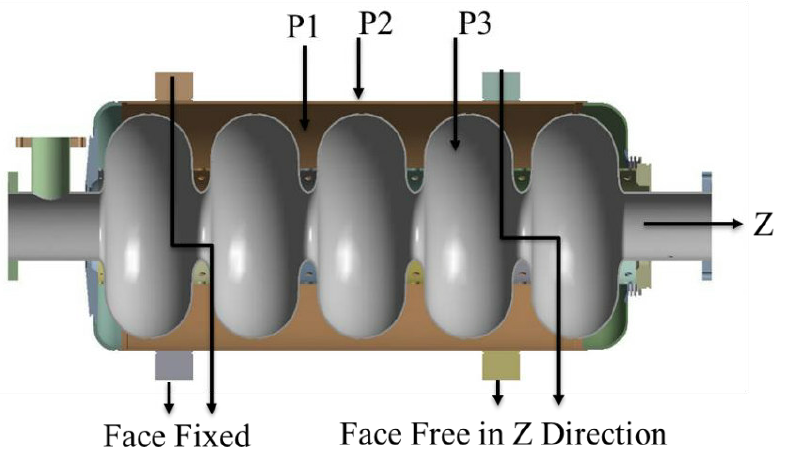 P1
P2
P3
Z
Face Fixed
Face Free in Z Direction